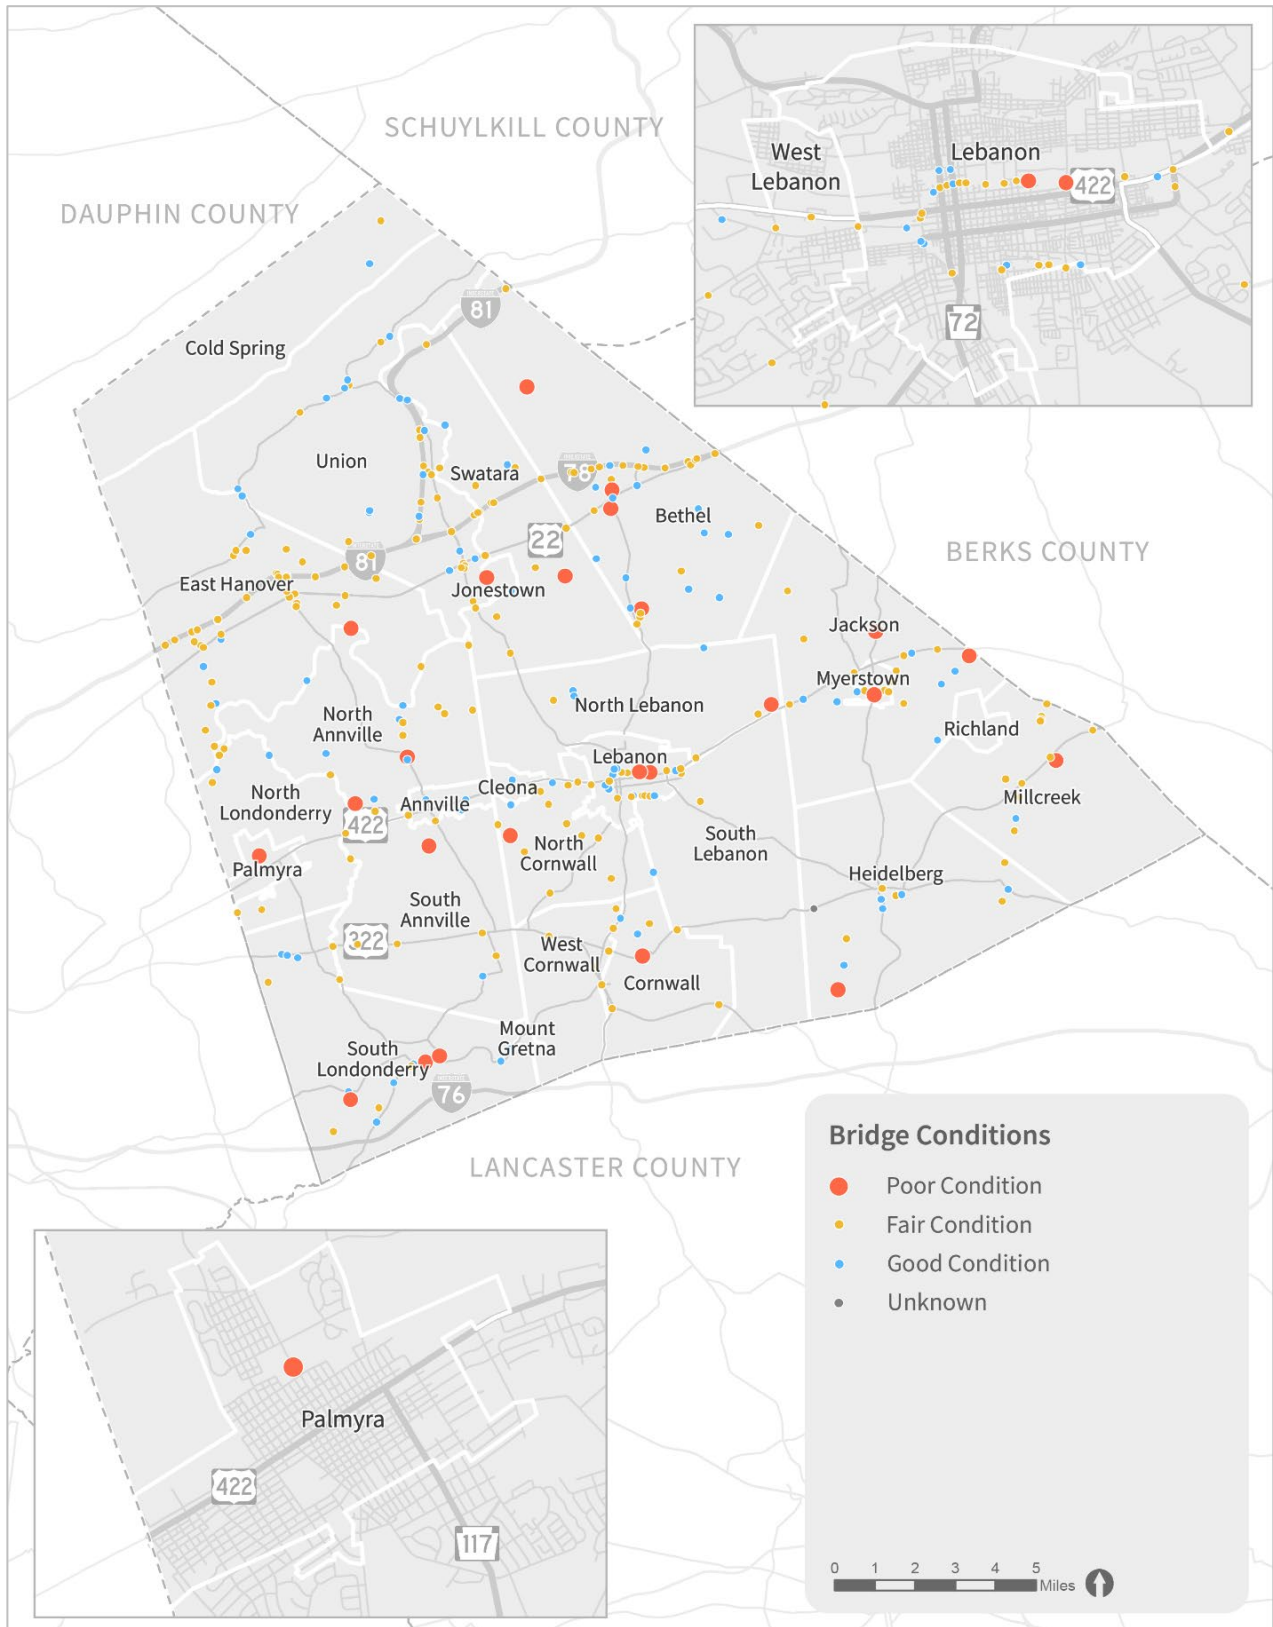 SCHUYLKILL COUNTY
DAUPHIN COUNTY
West
Lebanon
Lebanon
422
72
81
Cold Spring
Union
Swatara
78
Bethel
22
81
BERKS COUNTY
East Hanover
Jonestown
Jackson
Myerstown
North
Annville
North Lebanon
Richland
Lebanon
Cleona
North
Londonderry
Annville
Millcreek
422
South
Lebanon
North
Cornwall
Palmyra
Heidelberg
South
Annville
322
West
Cornwall
Cornwall
Mount
Gretna
South
Londonderry
76
LANCASTER COUNTY
Bridge Conditions
Poor Condition
Fair Condition
Good Condition
Unknown
Palmyra
422
117
0 1 2 3 4 5
Miles